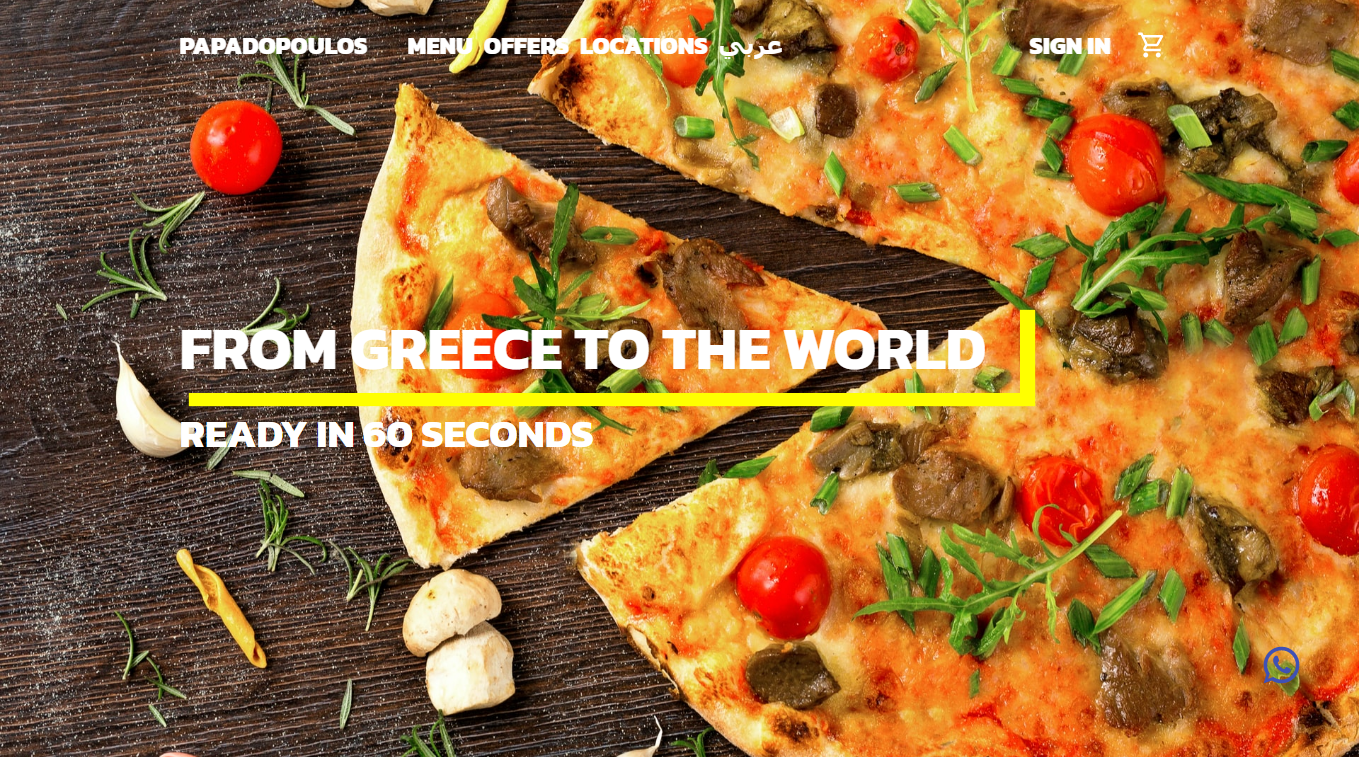 PAPADOPOULOS MENU OFFERS LOCATIONS عربي SIGN IN
FROM GREECE TO THE WORLD
READY IN 60 SECONDS